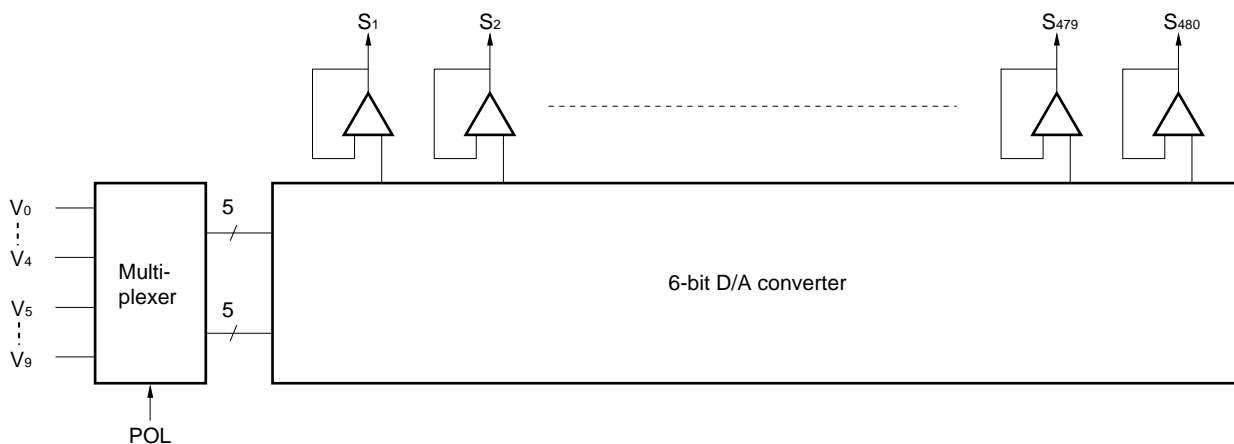 S1
S2
S479
S480
V0
V4
V5
V9
Multi-
plexer
5
5
6-bit D/A converter
POL